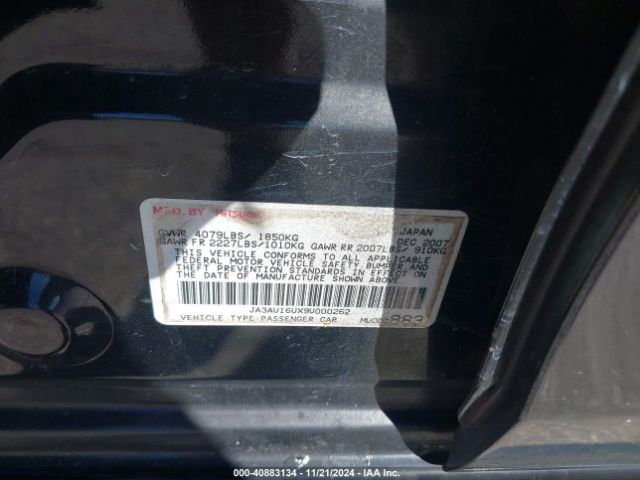 MFD. BY MITSUBI
JAPAN
GVWR 4079LBS/ 1850KG
DEC 2007
GAWR FR 2227LBS/1010KG GAWR RR 2007LBS/ 910KG
THIS VEHICLE CONFORMS TO ALL APPLICABLE
FEDERAL MOTOR VEHICLE SAFETY, BUMPER, AND
THEFT PREVENTION STANDARDS IN EFFECT ON
THE DATE OF MANUFACTURE SHOWN ABOVE
JA3AU16UX9U000262
VEHICLE TYPE PASSENGER CAR
883
000-40883134 - 11/21/2024 - IAA Inc.